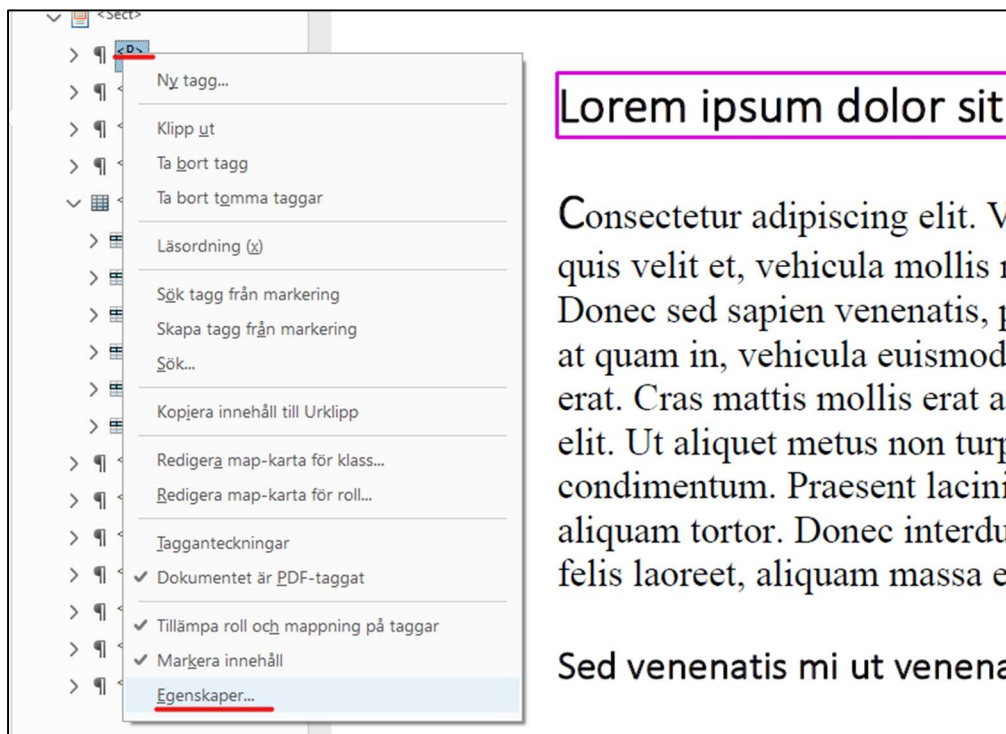 <Sect>
<P>
Ny tagg...
Klipp ut
Ta bort tagg
Ta bort tomma taggar
Läsordning (x)
Sök tagg från markering
Skapa tagg från markering
Sök...
Kopiera innehåll till Urklipp
Redigera map-karta för klass...
Redigera map-karta för roll...
Tagganteckningar
Dokumentet är PDF-taggat
Tillämpa roll och mappning på taggar
Markera innehåll
Egenskaper...
Lorem ipsum dolor sit
Consectetur adipiscing elit. V
quis velit et, vehicula mollis
Donec sed sapien venenatis,
at quam in, vehicula euismod
erat. Cras mattis mollis erat a
elit. Ut aliquet metus non turp
condimentum. Praesent lacini
aliquam tortor. Donec interdu
felis laoreet, aliquam massa e
Sed venenatis mi ut venena